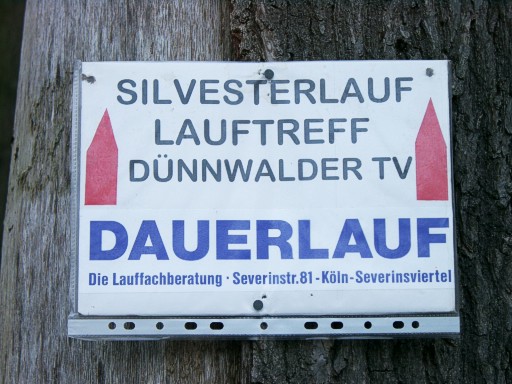 SILVESTERLAUF
LAUFTREFF
DÜNNWALDER TV
DAUERLAUF
Die Lauffachberatung · Severinstr.81-Köln-Severinsviertel